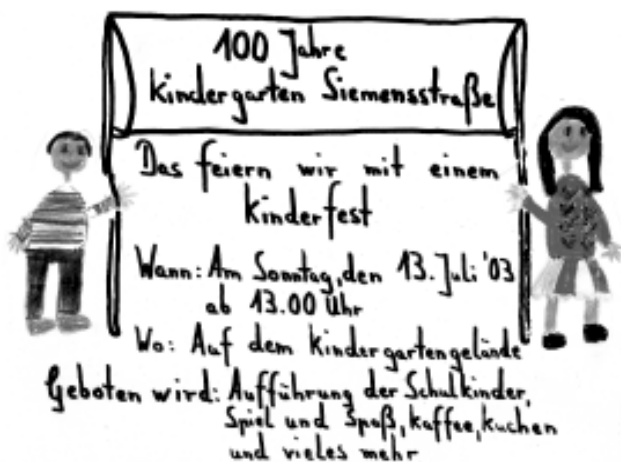 100 Jahre
Kindergarten Siemensstraße
Das feiern wir mit einem
Kinderfest
Wann: Am Sonntag, den 13. Juli '03
ab 13.00 Uhr
Wo: Auf dem Kindergartengelände
Geboten wird: Aufführung der Schulkinder,
Spiel und Spaß, Kaffee, Kuchen
und vieles mehr